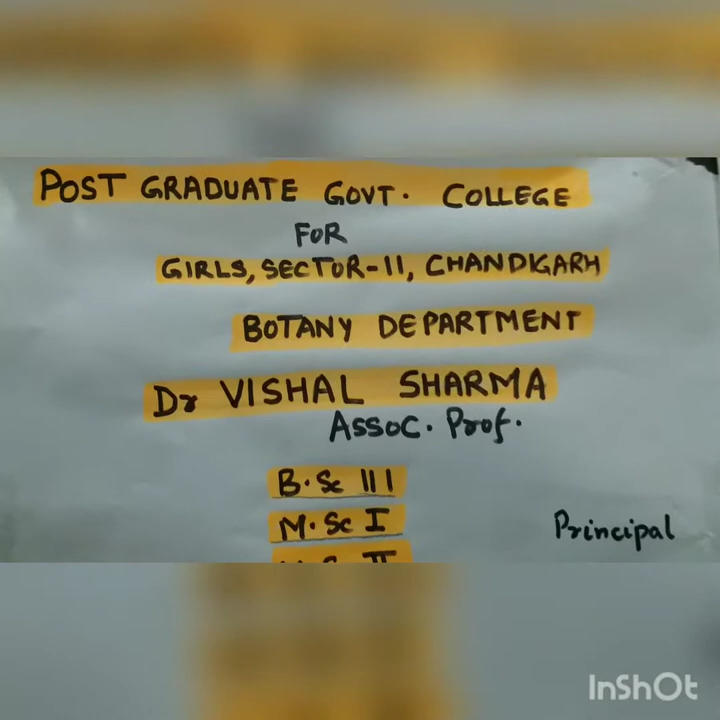 POST GRADUATE GOVT. COLLEGE
FOR
GIRLS, SECTOR-11, CHANDIGARH
BOTANY DEPARTMENT
Dr VISHAL SHARMA
Assoc. Prof.
B.Sc III
M.Sc I
Principal
II
InShOt